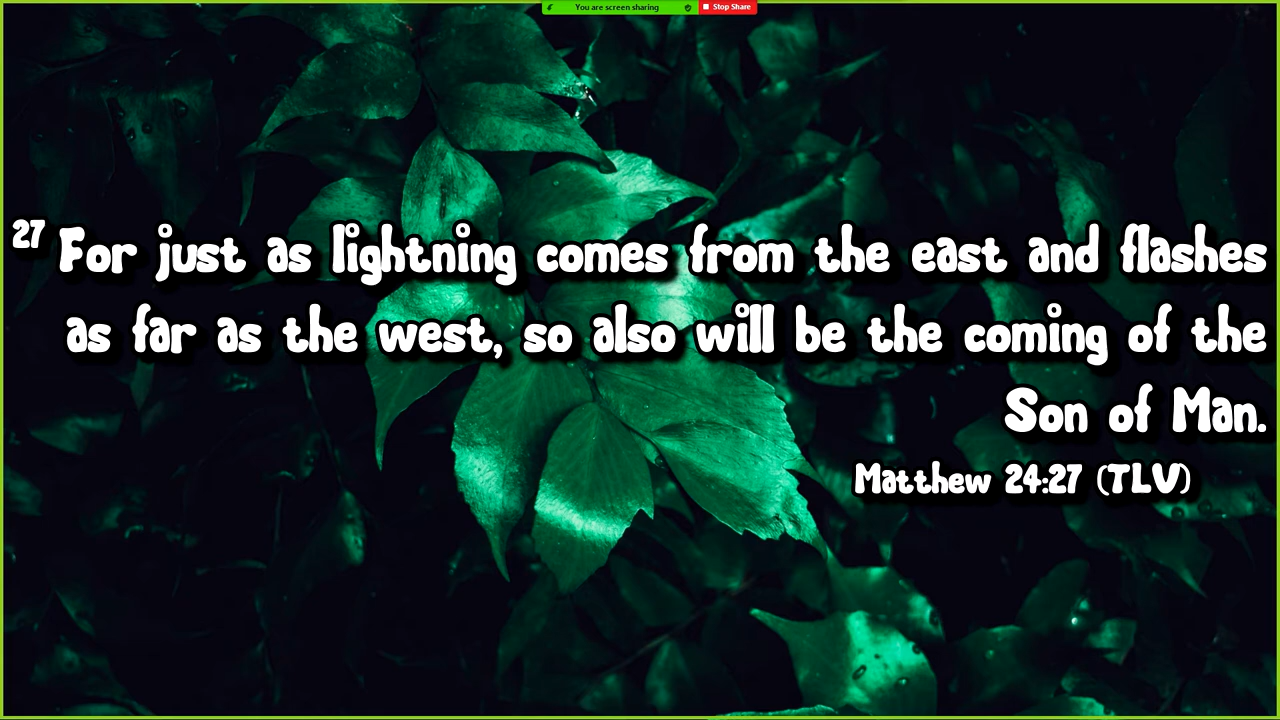 You are screen sharing Stop Share
27 For just as lightning comes from the east and flashes
as far as the west, so also will be the coming of the
Son of Man.
Matthew 24:27 (TLV)